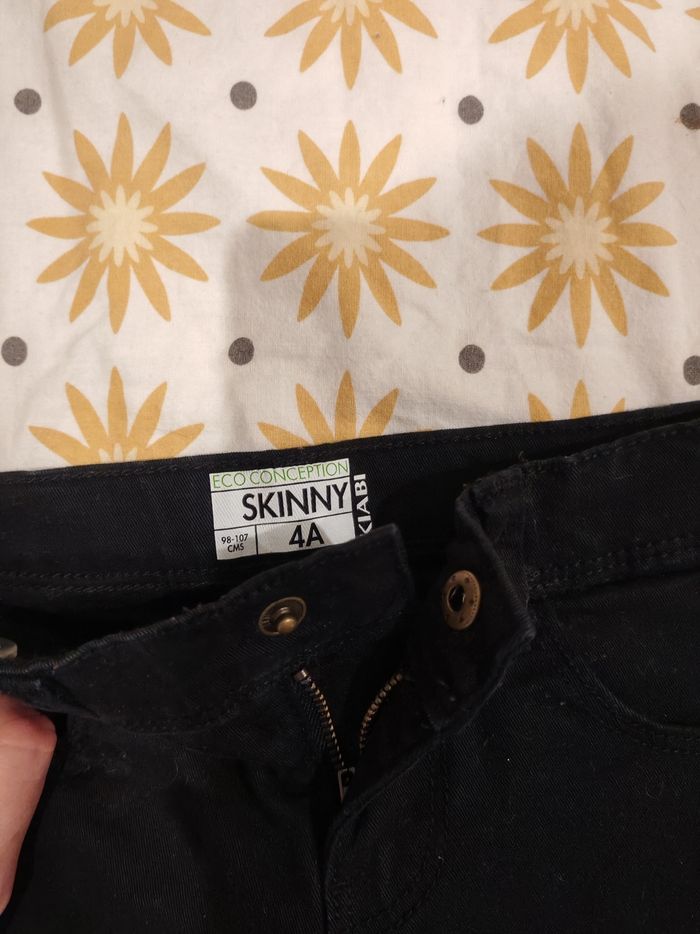 ECO CONCEPTION
SKINNY
KIABI
98-107
CMS
4A